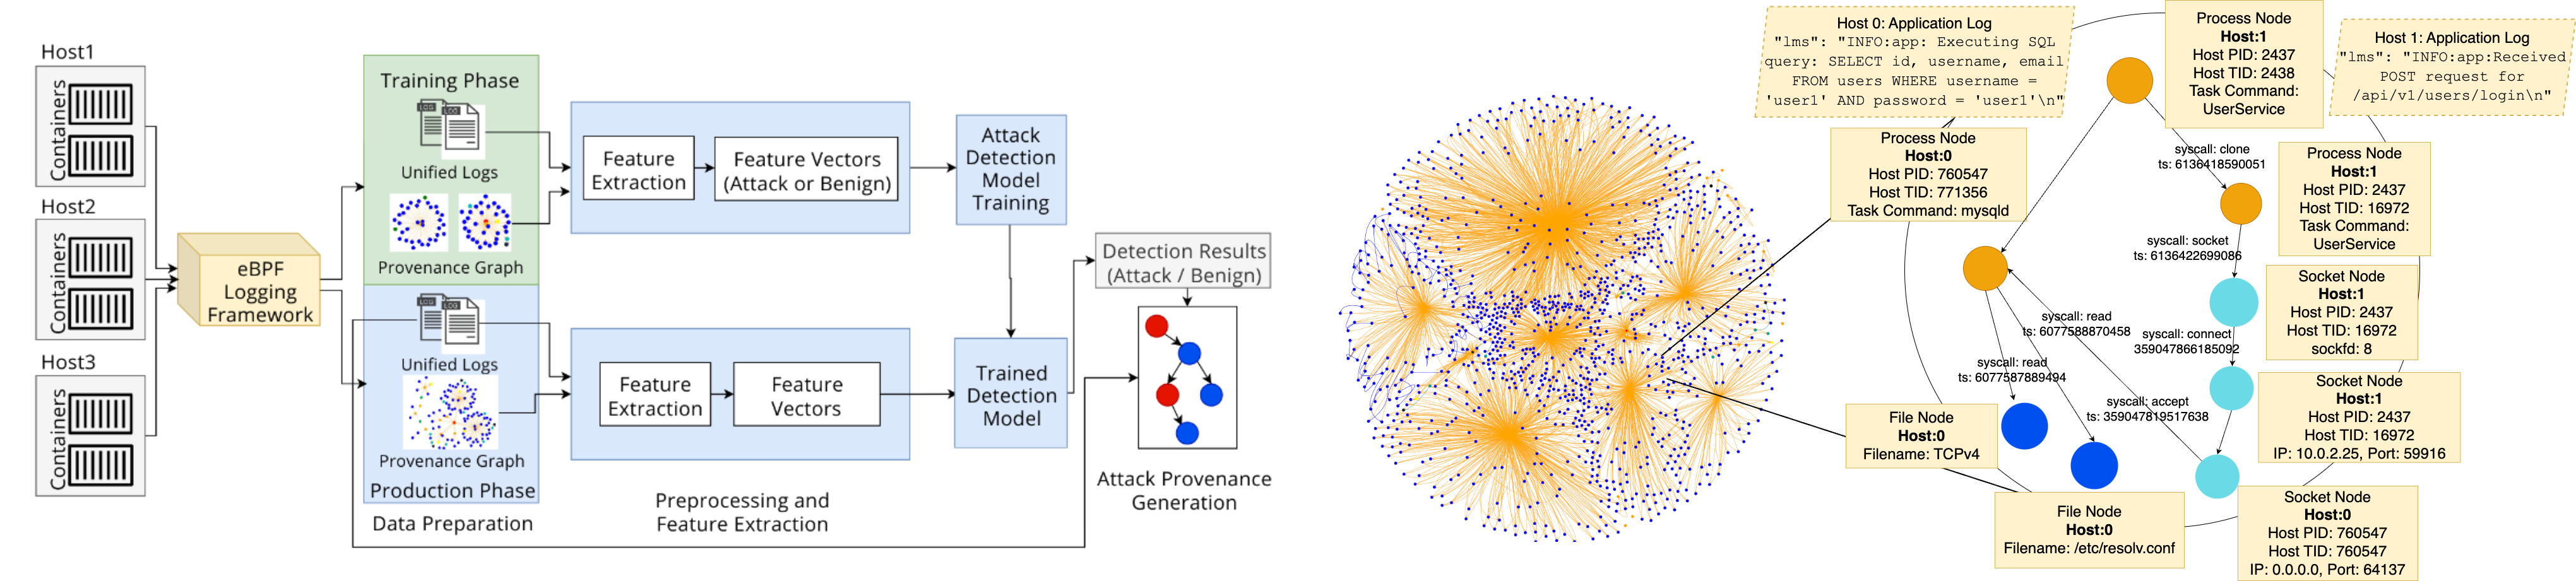 Host1
Containers
Host2
Containers
Host3
Containers
eBPF
Logging
Framework
Training Phase
LOG
LOG
Unified Logs
Provenance Graph
LOG
LOG
Unified Logs
Provenance Graph
Production Phase
Data Preparation
Feature
Extraction
Feature Vectors
(Attack or Benign)
Feature
Extraction
Feature
Vectors
Preprocessing and
Feature Extraction
Attack
Detection
Model
Training
Trained
Detection
Model
Detection Results
(Attack / Benign)
Attack Provenance
Generation
Host 0: Application Log
"lms": "INFO:app: Executing SQL
query: SELECT id, username, email
FROM users WHERE username =
'user1' AND password = 'user1'\n"
Process Node
Host:0
Host PID: 760547
Host TID: 771356
Task Command: mysqld
Process Node
Host:1
Host PID: 2437
Host TID: 2438
Task Command:
UserService
Host 1: Application Log
"lms": "INFO:app:Received
POST request for
/api/v1/users/login\n"
syscall: clone
ts: 6136418590051
Process Node
Host:1
Host PID: 2437
Host TID: 16972
Task Command:
UserService
syscall: socket
ts: 6136422699086
Socket Node
Host:1
Host PID: 2437
Host TID: 16972
sockfd: 8
syscall: read
ts: 6077588870458
syscall: connect
359047866185092
syscall: read
ts: 6077587889494
syscall: accept
ts: 359047819517638
Socket Node
Host:1
Host PID: 2437
Host TID: 16972
IP: 10.0.2.25, Port: 59916
File Node
Host:0
Filename: TCPv4
File Node
Host:0
Filename: /etc/resolv.conf
Socket Node
Host:0
Host PID: 760547
Host TID: 760547
IP: 0.0.0.0, Port: 64137